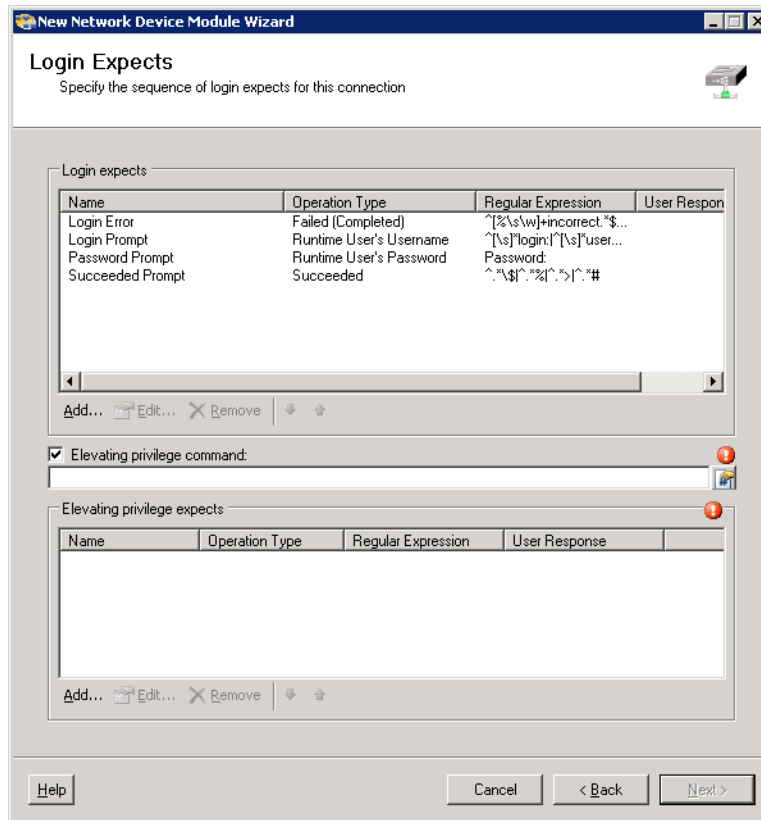 New Network Device Module Wizard
Login Expects
Specify the sequence of login expects for this connection
Login expects
Name Operation Type Regular Expression User Respon
Login Error Failed (Completed) ^[%\s\w]+incorrect.*$...
Login Prompt Runtime User's Username ^[\s]*login:|^[\s]*user...
Password Prompt Runtime User's Password Password:
Succeeded Prompt Succeeded ^.*\$|^.*%|^.*>|^.*#
Add... Edit... Remove
Elevating privilege command:
Elevating privilege expects
Name Operation Type Regular Expression User Response
Add... Edit... Remove
Help Cancel < Back Next >